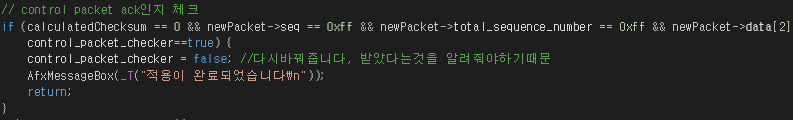 // control packet ack인지 체크
if (calculatedChecksum == 0 && newPacket->seq == 0xff && newPacket->total_sequence_number == 0xff && newPacket->data[2]
control_packet_checker==true) {
control_packet_checker = false; //다시바꿔줍니다, 받았다는것을 알려줘야하기때문
AfxMessageBox(_T("적용이 완료되었습니다₩n"));
return;
}